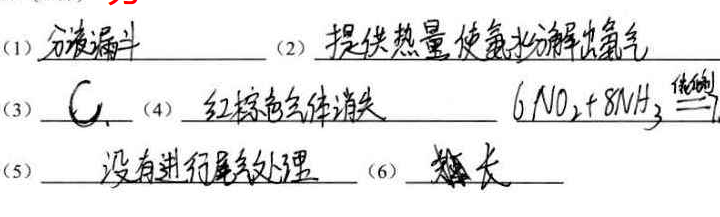 (1) 分液漏斗 (2) 提供热量使氨水分解出氨气
(3) C. (4) 红棕色气体消失 6NO₂+8NH₃ 催化剂
(5) 没有进行尾气处理 (6) 长